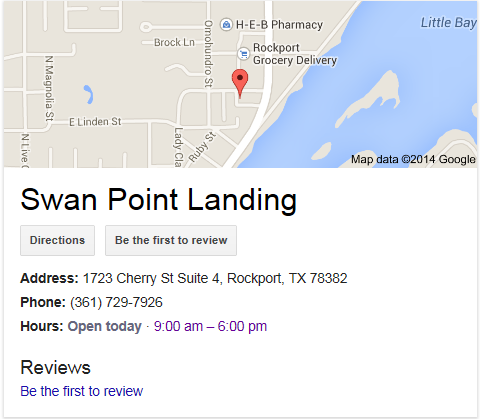 Little Bay
H-E-B Pharmacy
Omohundro St
Brock Ln
Rockport
Grocery Delivery
N Magnolia St
E Linden St
N Live
Lady Cla
Ruby St
Map data ©2014 Google
Swan Point Landing
Directions
Be the first to review
Address: 1723 Cherry St Suite 4, Rockport, TX 78382
Phone: (361) 729-7926
Hours: Open today · 9:00 am – 6:00 pm
Reviews
Be the first to review